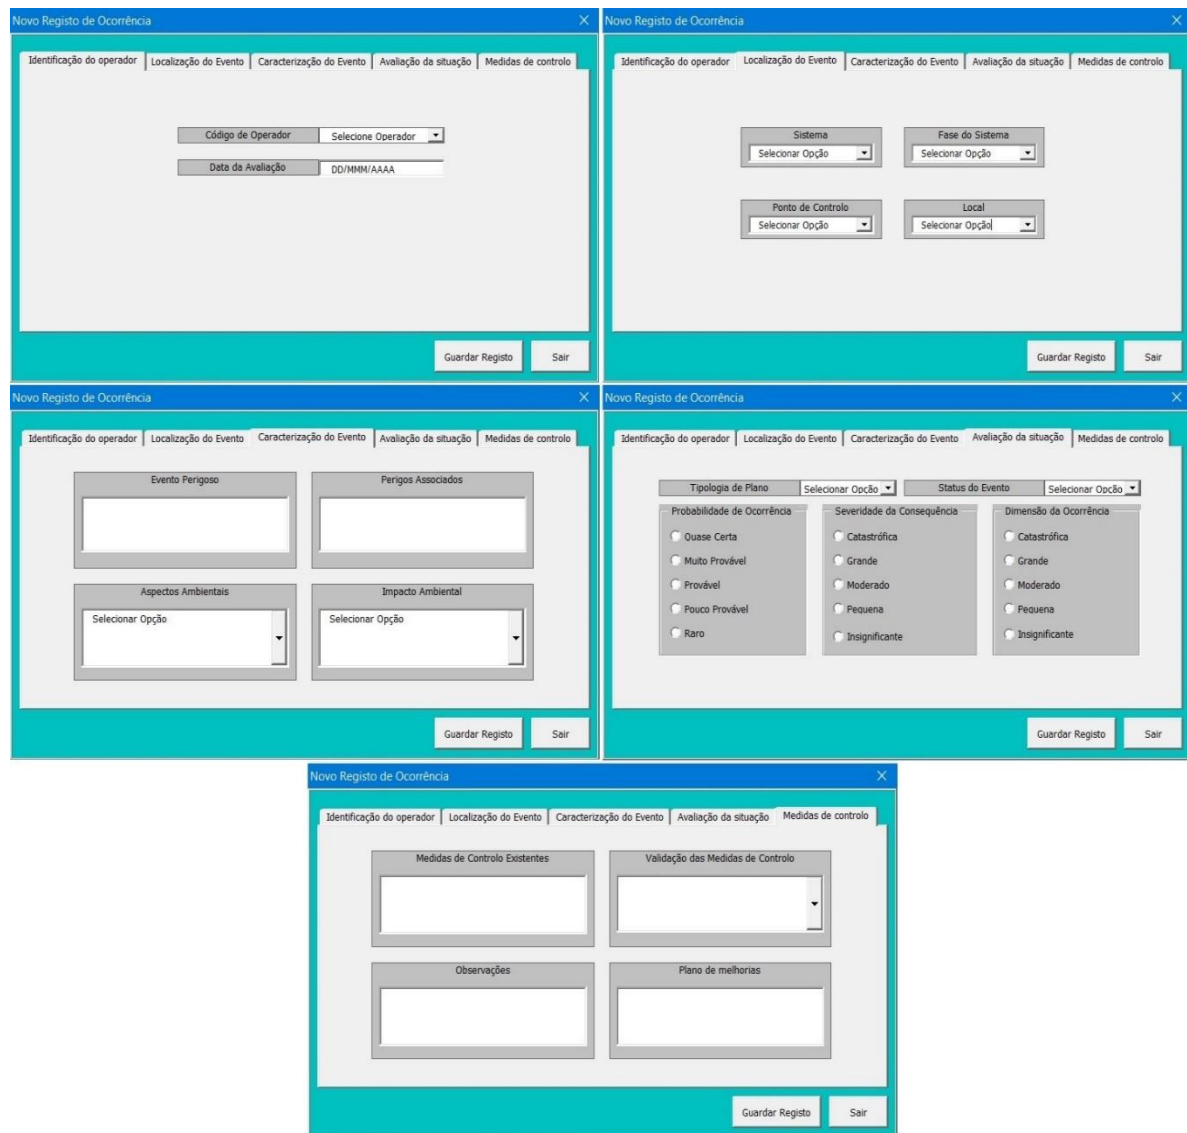 Novo Registo de Ocorrência
Identificação do operador Localização do Evento Caracterização do Evento Avaliação da situação Medidas de controlo
Código de Operador Selecione Operador
Data da Avaliação DD/MMM/AAAA
Guardar Registo Sair
Novo Registo de Ocorrência
Identificação do operador Localização do Evento Caracterização do Evento Avaliação da situação Medidas de controlo
Sistema Fase do Sistema
Selecionar Opção Selecionar Opção
Ponto de Controlo Local
Selecionar Opção Selecionar Opção
Guardar Registo Sair
Novo Registo de Ocorrência
Identificação do operador Localização do Evento Caracterização do Evento Avaliação da situação Medidas de controlo
Evento Perigoso Perigos Associados
Aspectos Ambientais Impacto Ambiental
Selecionar Opção Selecionar Opção
Guardar Registo Sair
Novo Registo de Ocorrência
Identificação do operador Localização do Evento Caracterização do Evento Avaliação da situação Medidas de controlo
Tipologia de Plano Selecionar Opção Status do Evento Selecionar Opção
Probabilidade de Ocorrência Severidade da Consequência Dimensão da Ocorrência
Quase Certa Catastrófica Catastrófica
Muito Provável Grande Grande
Provável Moderado Moderado
Pouco Provável Pequena Pequena
Raro Insignificante Insignificante
Guardar Registo Sair
Novo Registo de Ocorrência
Identificação do operador Localização do Evento Caracterização do Evento Avaliação da situação Medidas de controlo
Medidas de Controlo Existentes Validação das Medidas de Controlo
Observações Plano de melhorias
Guardar Registo Sair